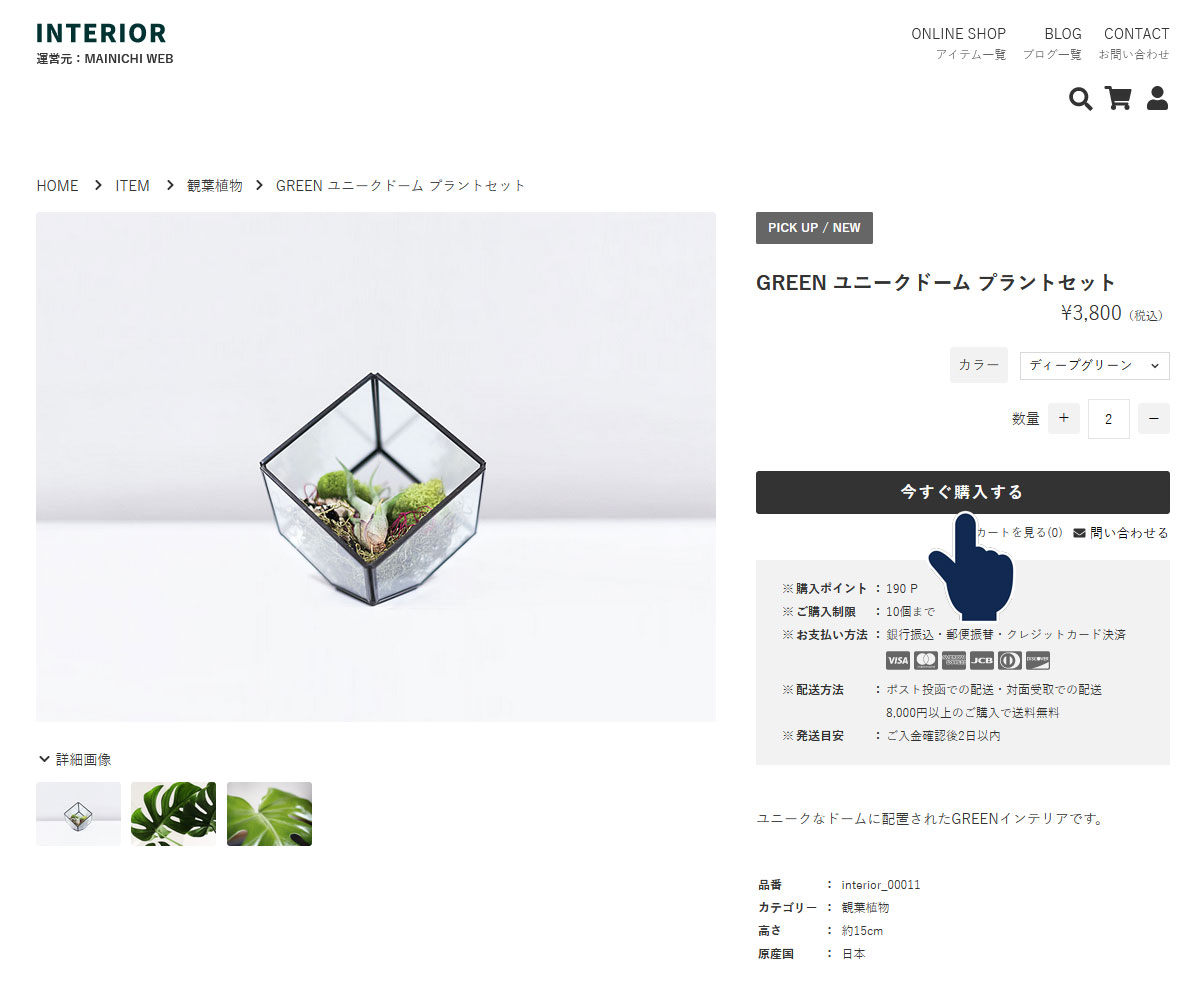 INTERIOR
運営元：MAINICHI WEB
ONLINE SHOP BLOG CONTACT
アイテム一覧 ブログ一覧 お問い合わせ
HOME ITEM 観葉植物 GREEN ユニークドーム プラントセット
PICK UP / NEW
GREEN ユニークドーム プラントセット
¥3,800（税込）
カラー ディープグリーン
数量 + 2 −
今すぐ購入する
カートを見る(0) 問い合わせる
※購入ポイント ：190 P
※ご購入制限 ：10個まで
※お支払い方法 ：銀行振込・郵便振替・クレジットカード決済
VISA JCB DISCOVER
※配送方法 ：ポスト投函での配送・対面受取での配送
8,000円以上のご購入で送料無料
※発送目安 ：ご入金確認後2日以内
詳細画像
ユニークなドームに配置されたGREENインテリアです。
品番 ： interior_00011
カテゴリー ： 観葉植物
高さ ： 約15cm
原産国 ： 日本